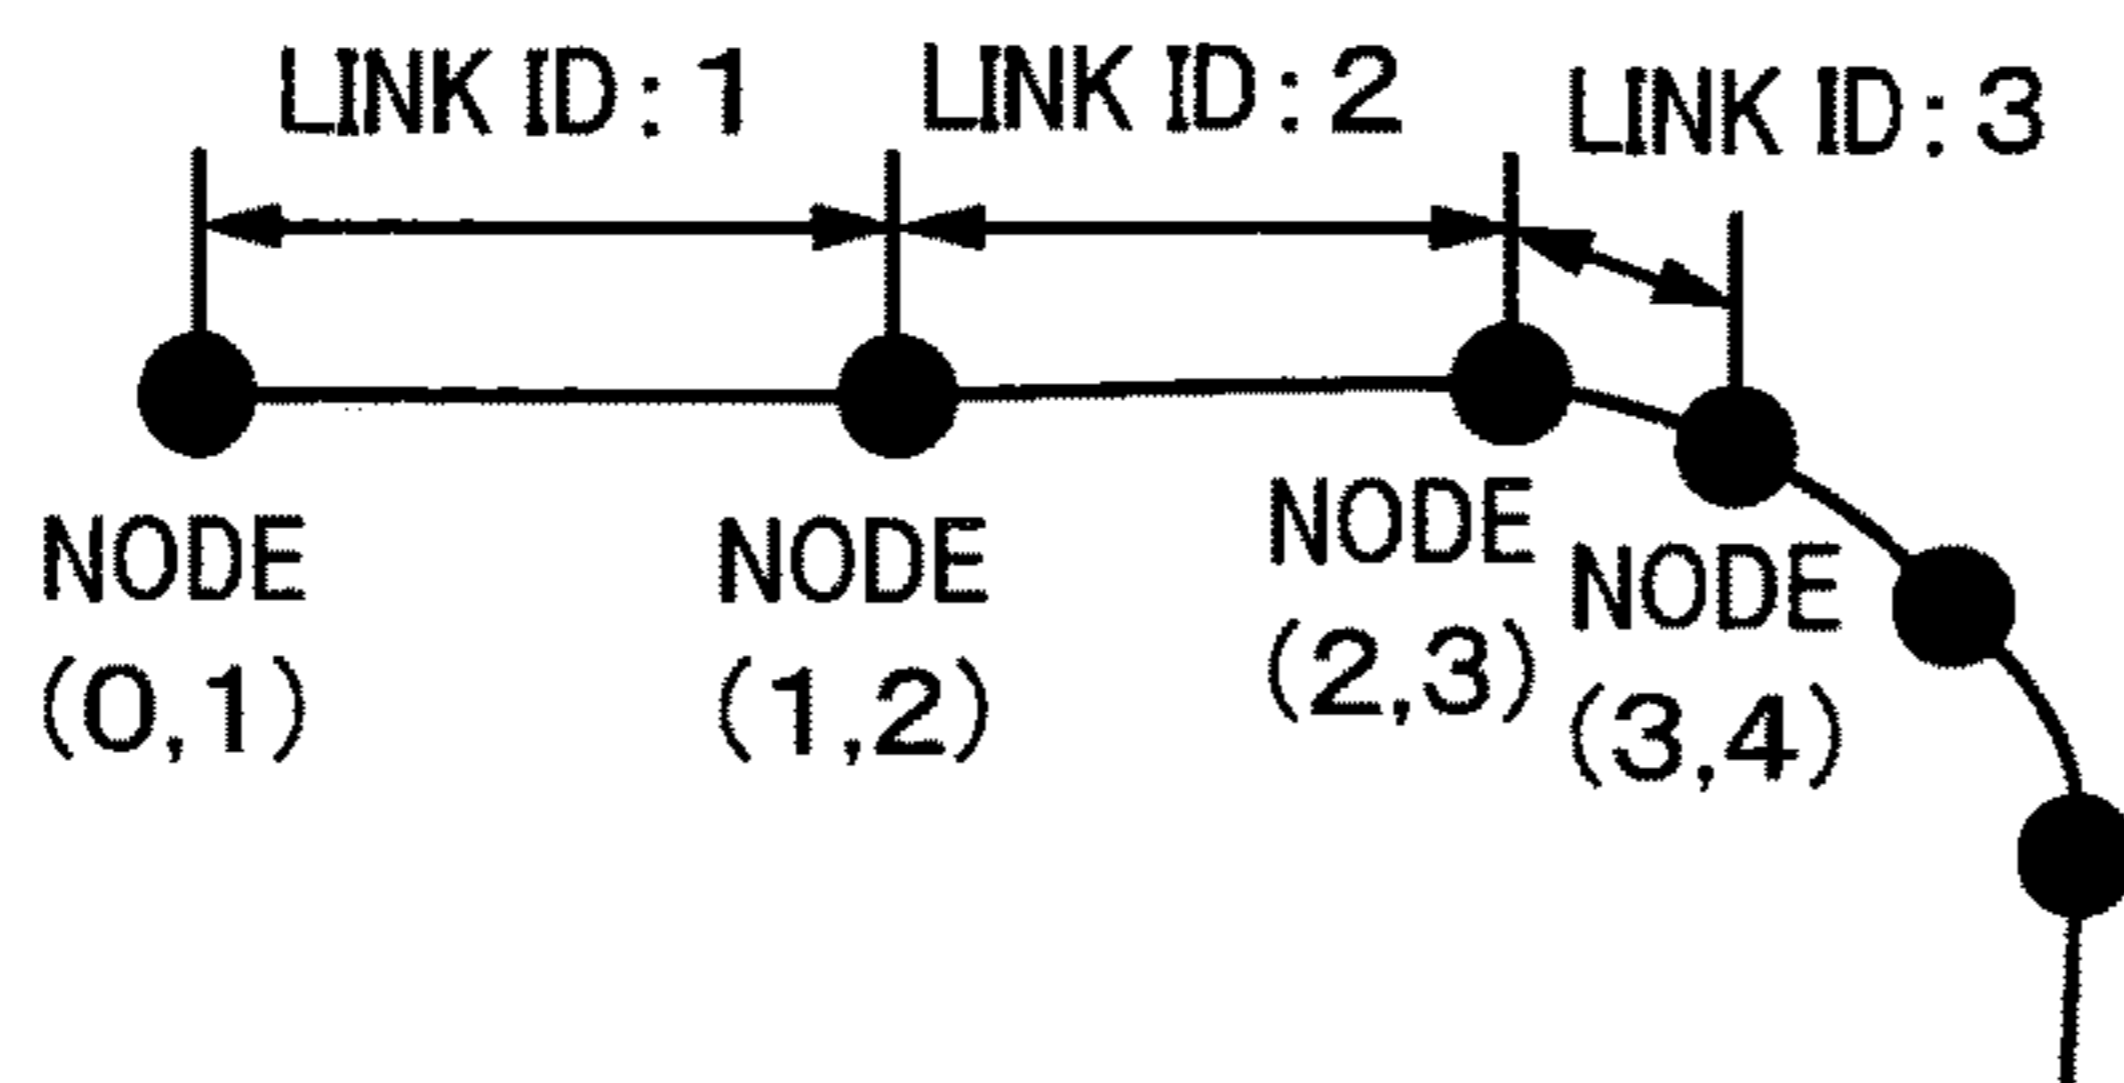 LINK ID: 1
LINK ID: 2
LINK ID: 3
NODE
(0,1)
NODE
(1,2)
NODE
(2,3)
NODE
(3,4)